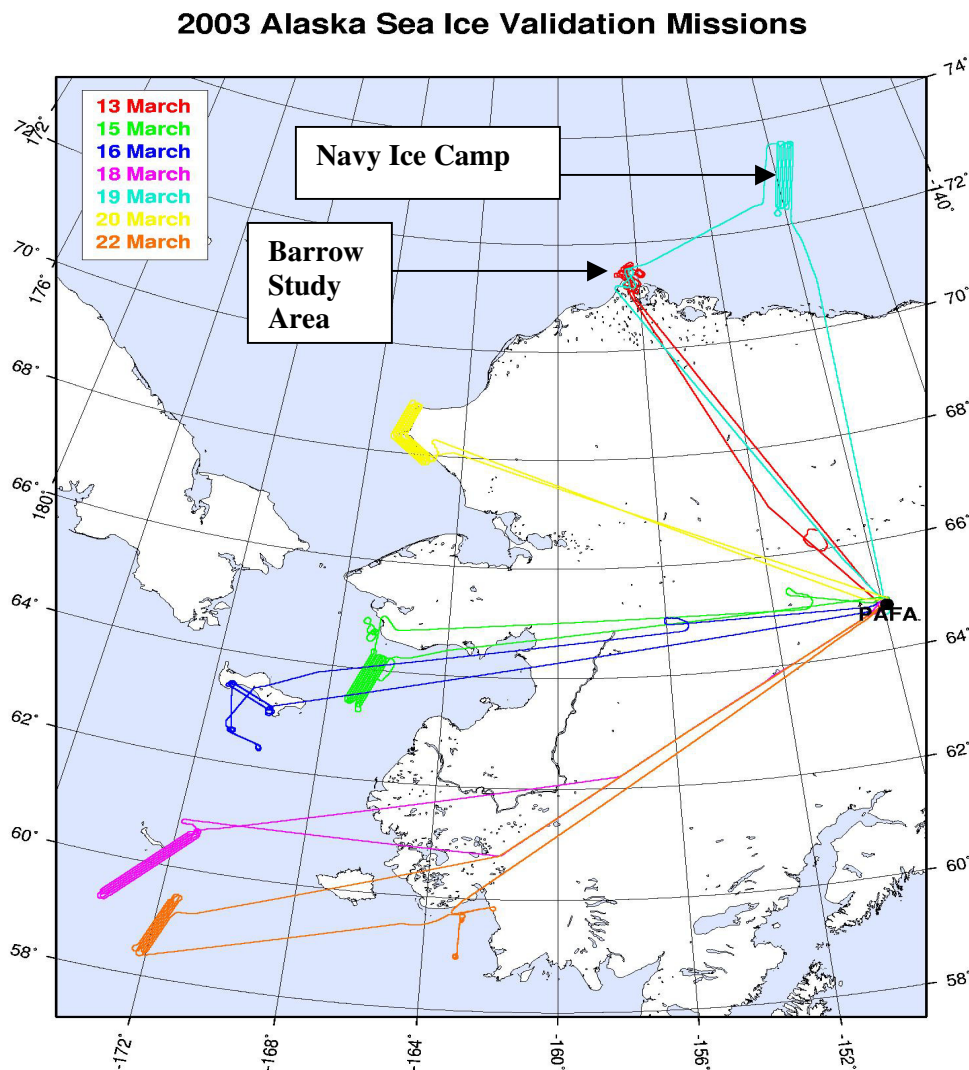 2003 Alaska Sea Ice Validation Missions
13 March
15 March
16 March
18 March
19 March
20 March
22 March
Navy Ice Camp
Barrow
Study
Area
PAFA
74°
72°
-140°
70°
68°
66°
64°
62°
60°
58°
72°
172°
70°
176°
68°
66°
180°
64°
62°
60°
58°
-172°
-168°
-164°
-160°
-156°
-152°